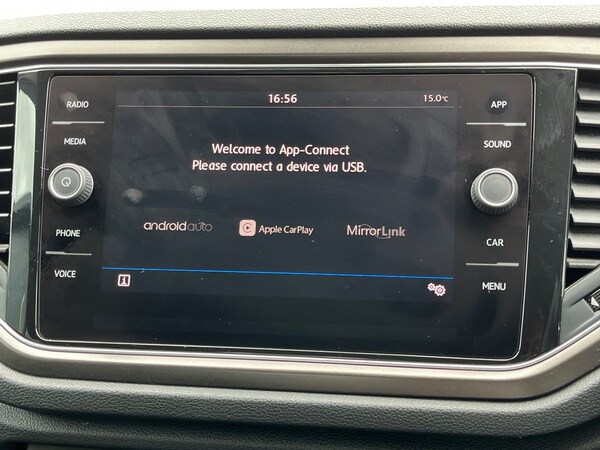 RADIO
MEDIA
PHONE
VOICE
16:56
15.0°C
Welcome to App-Connect
Please connect a device via USB.
androidauto
Apple CarPlay
MirrorLink
i
APP
SOUND
CAR
MENU